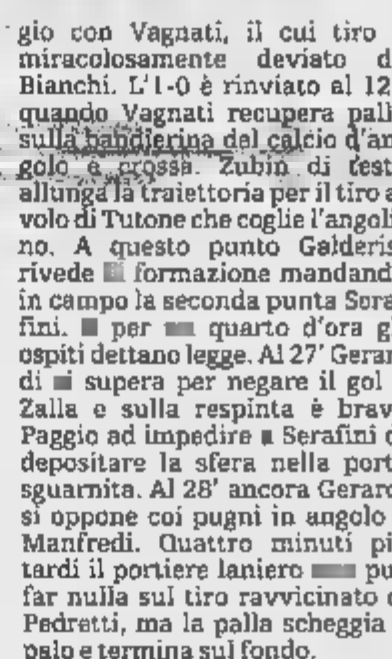 gio con Vagnati, il cui tiro
miracolosamente deviato d
Bianchi. L'1-0 è rinviato al 12
quando Vagnati recupera pall
sulla bandierina del calcio d'an
golo e crossa. Zubin di test
allunga la traiettoria per il tiro a
volo di Tutone che coglie l'angoli
no. A questo punto Galderis
rivede formazione mandand
in campo la seconda punta Sera
fini. per quarto d'ora g
ospiti dettano legge. Al 27' Gerar
di supera per negare il gol
Zalla e sulla respinta è brav
Paggio ad impedire a Serafini d
depositare la sfera nella port
sguarnita. Al 28' ancora Gerard
si oppone coi pugni in angolo
Manfredi. Quattro minuti pi
tardi il portiere laniero pu
far nulla sul tiro ravvicinato d
Pedretti, ma la palla scheggia
palo e termina sul fondo.